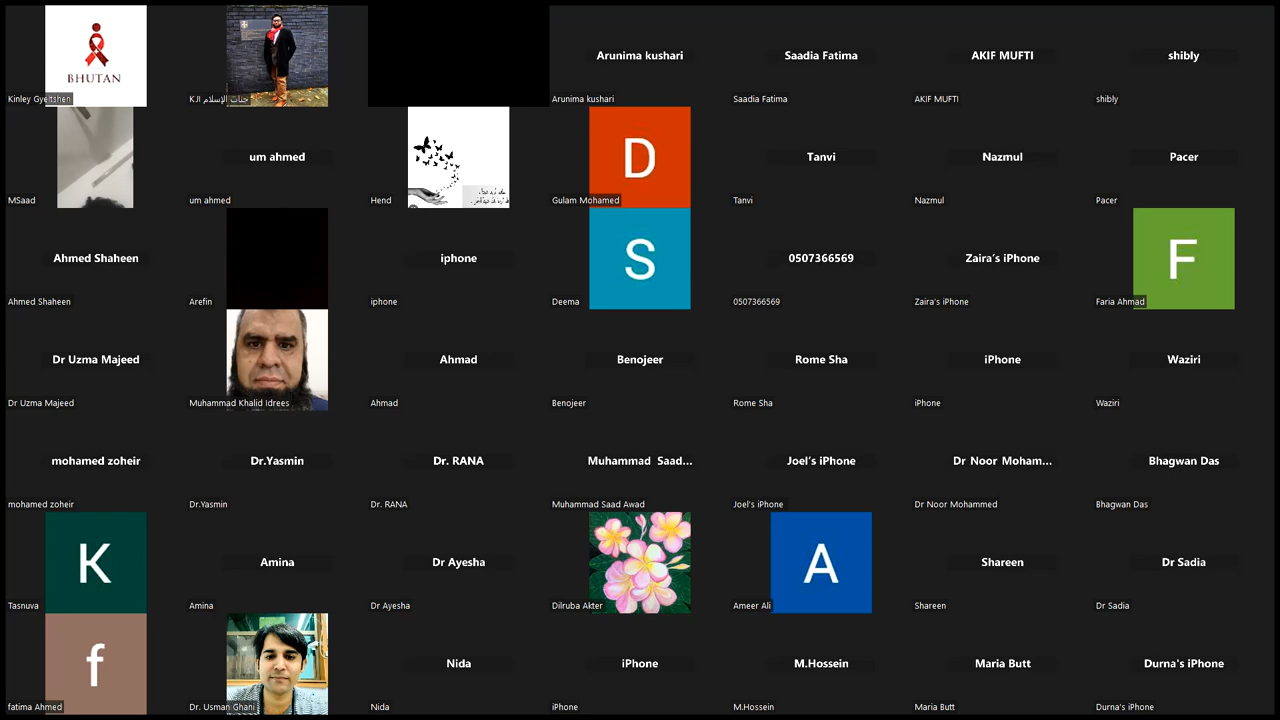 BHUTAN
Kinley Gyeltshen
KJI جنات الإسلام
Arunima kushari
Arunima kushari
Saadia Fatima
Saadia Fatima
AKIF MUFTI
AKIF MUFTI
shibly
shibly
MSaad
um ahmed
um ahmed
Hend
D
Gulam Mohamed
Tanvi
Tanvi
Nazmul
Nazmul
Pacer
Pacer
Ahmed Shaheen
Ahmed Shaheen
Arefin
iphone
iphone
S
Deema
0507366569
0507366569
Zaira's iPhone
Zaira's iPhone
F
Faria Ahmad
Dr Uzma Majeed
Dr Uzma Majeed
Muhammad Khalid Idrees
Ahmad
Ahmad
Benojeer
Benojeer
Rome Sha
Rome Sha
iPhone
iPhone
Waziri
Waziri
mohamed zoheir
mohamed zoheir
Dr.Yasmin
Dr.Yasmin
Dr. RANA
Dr. RANA
Muhammad Saad...
Muhammad Saad Awad
Joel's iPhone
Joel's iPhone
Dr Noor Moham...
Dr Noor Mohammed
Bhagwan Das
Bhagwan Das
K
Tasnuva
Amina
Amina
Dr Ayesha
Dr Ayesha
Dilruba Akter
A
Ameer Ali
Shareen
Shareen
Dr Sadia
Dr Sadia
f
fatima Ahmed
Dr. Usman Ghani
Nida
Nida
iPhone
iPhone
M.Hossein
M.Hossein
Maria Butt
Maria Butt
Durna's iPhone
Durna's iPhone